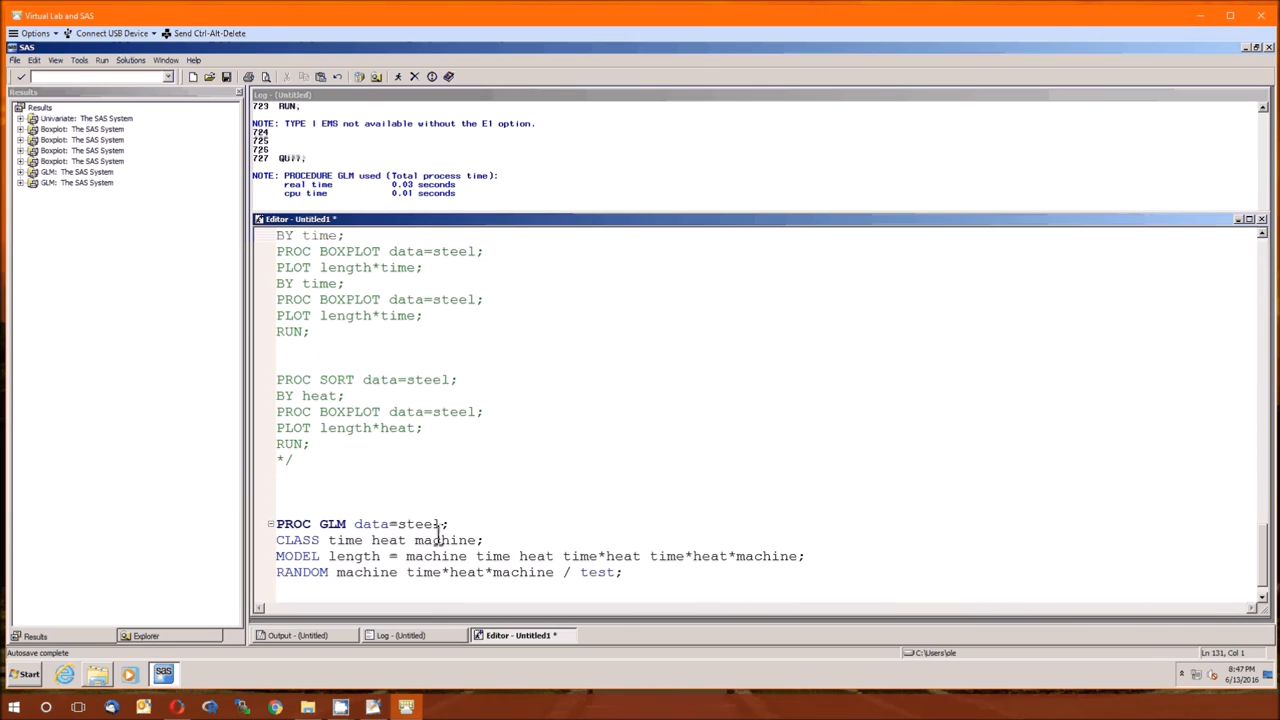 Virtual Lab and SAS
Options Connect USB Device Send Ctrl-Alt-Delete
SAS
File Edit View Tools Run Solutions Window Help
Results
Results
Univariate: The SAS System
Boxplot: The SAS System
Boxplot: The SAS System
Boxplot: The SAS System
Boxplot: The SAS System
GLM: The SAS System
GLM: The SAS System
Log - (Untitled)
723 RUN;
NOTE: TYPE I EMS not available without the E1 option.
724
725
726
727
NOTE: PROCEDURE GLM used (Total process time):
real time 0.03 seconds
cpu time 0.01 seconds
Editor - Untitled1 *
BY time;
PROC BOXPLOT data=steel;
PLOT length*time;
BY time;
PROC BOXPLOT data=steel;
PLOT length*time;
RUN;
PROC SORT data=steel;
BY heat;
PROC BOXPLOT data=steel;
PLOT length*heat;
RUN;
*/
PROC GLM data=steel;
CLASS time heat machine;
MODEL length = machine time heat time*heat time*heat*machine;
RANDOM machine time*heat*machine / test;
Results Explorer
Output - (Untitled) Log - (Untitled) Editor - Untitled1 *
Autosave complete C:\Users\ole Ln 131, Col 1
Start 8:47 PM
6/13/2016